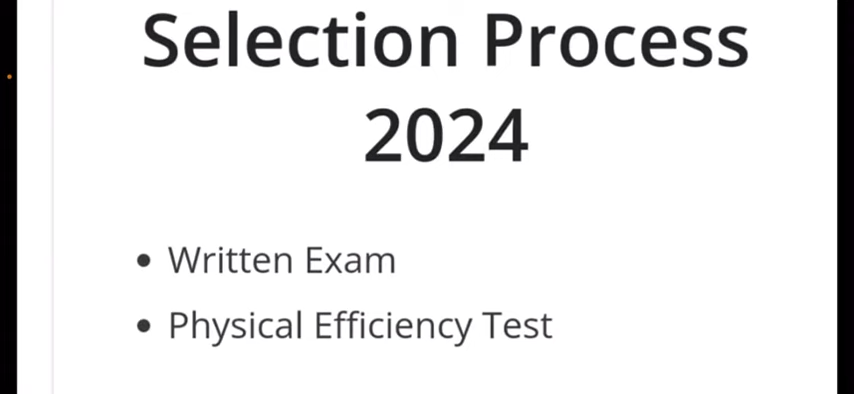 Selection Process
2024
Written Exam
Physical Efficiency Test